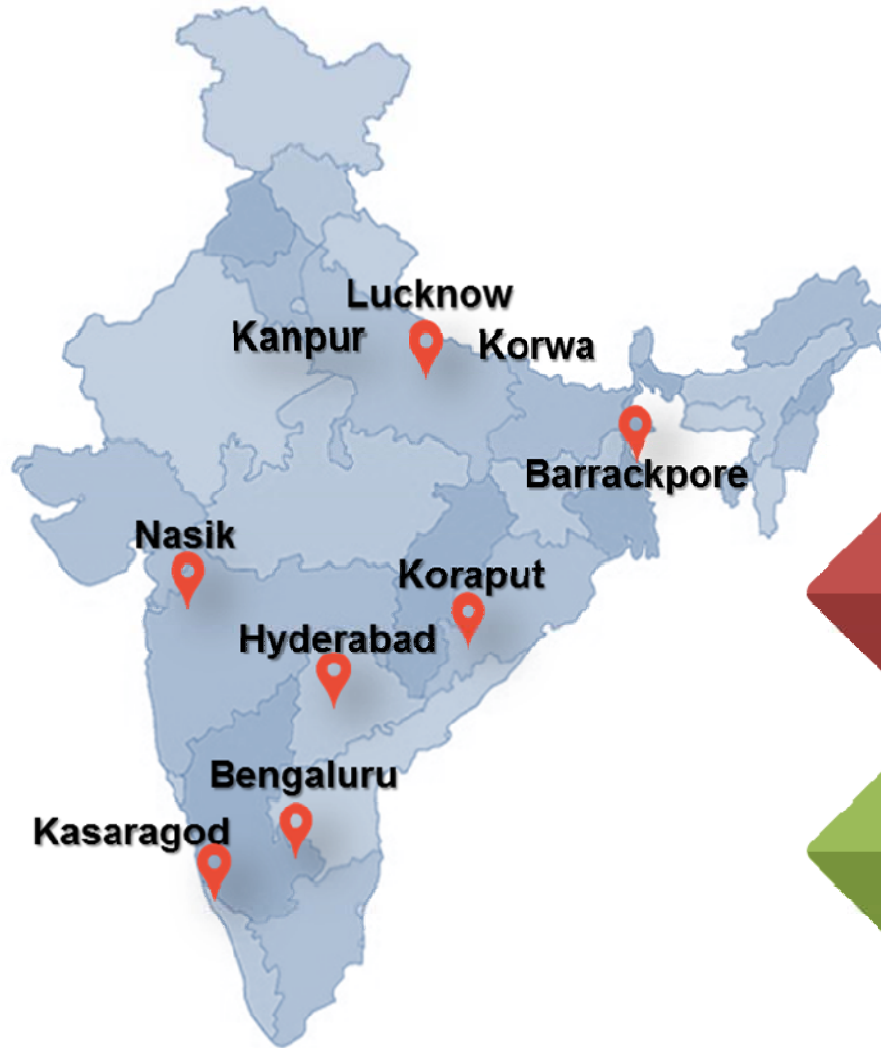 Lucknow
Kanpur
Korwa
Barrackpore
Nasik
Koraput
Hyderabad
Bengaluru
Kasaragod